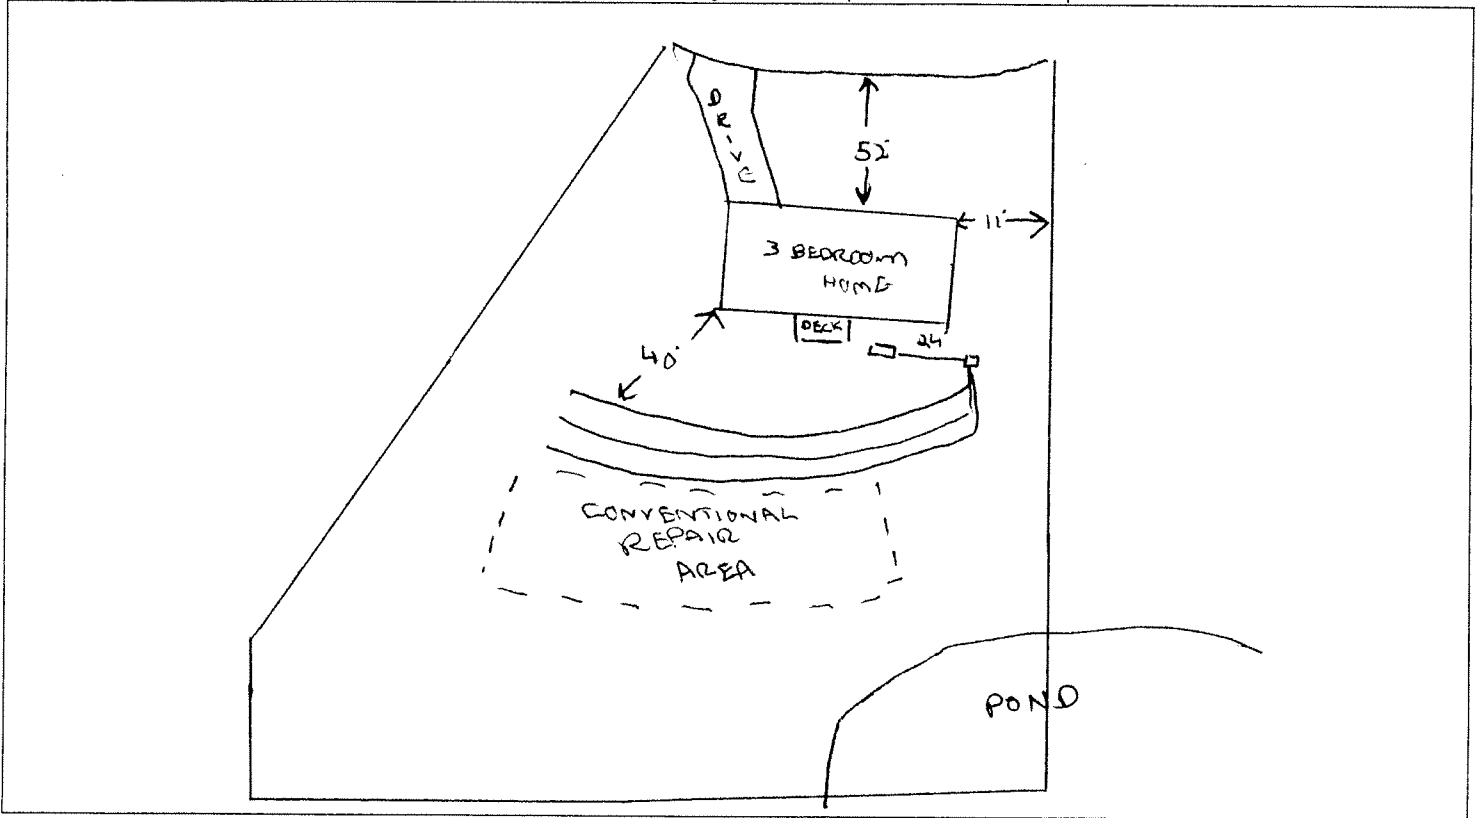 DRIVE
52'
11'
3 BEDROOM
HOME
DECK
24
40'
CONVENTIONAL
REPAIR
AREA
POND